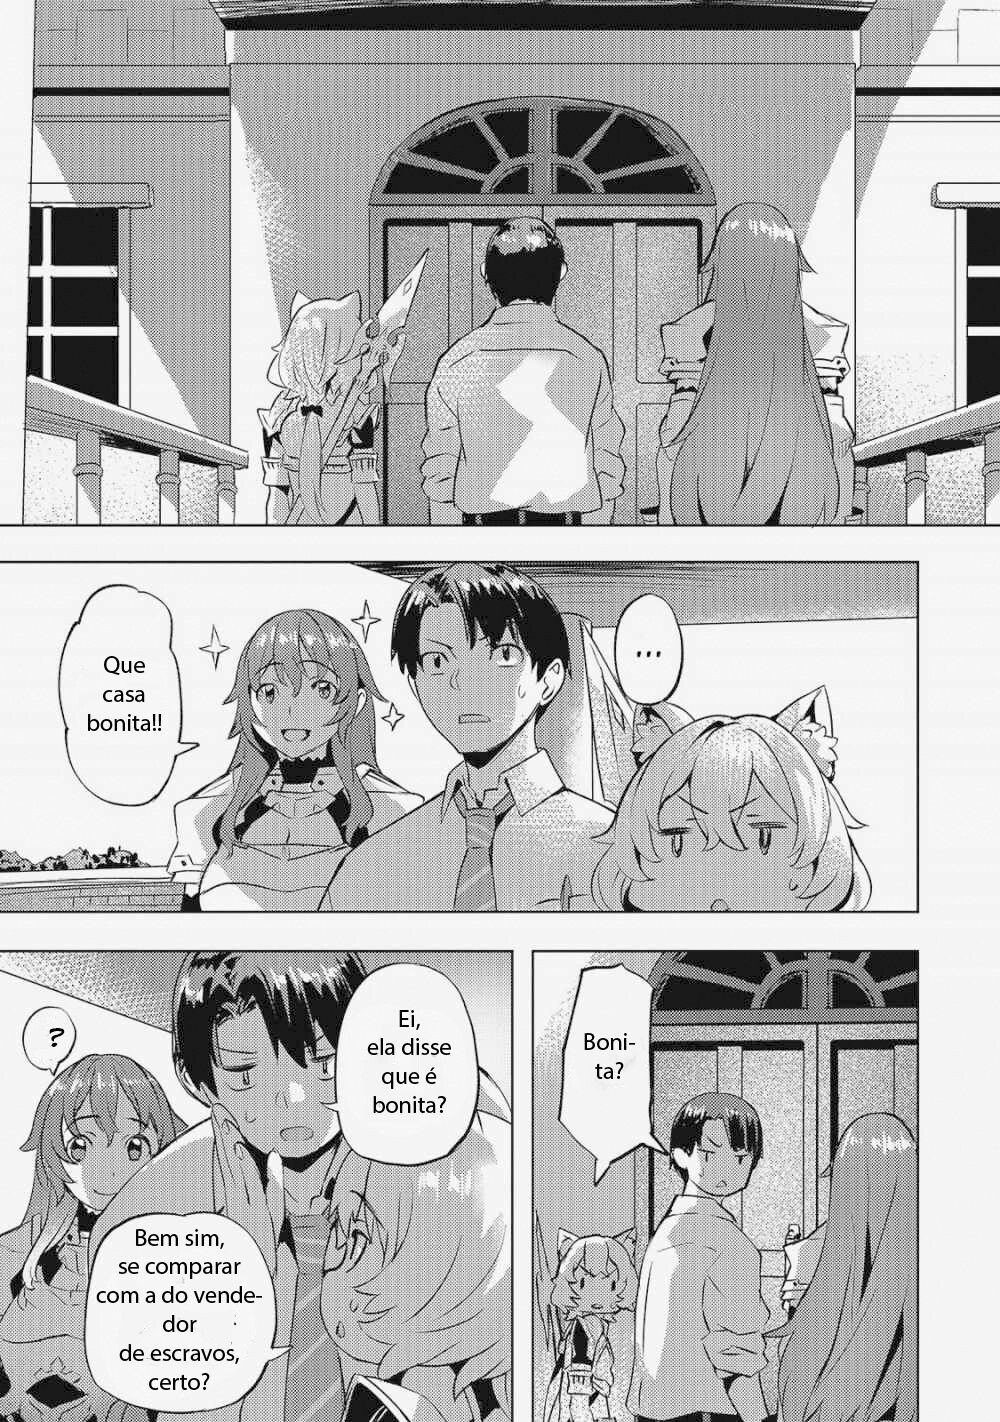 ...
Que
casa
bonita!!
Boni-
ta?
Ei,
ela disse
que é
bonita?
?
Bem sim,
se comparar
com a do vende-
dor
de escravos,
certo?